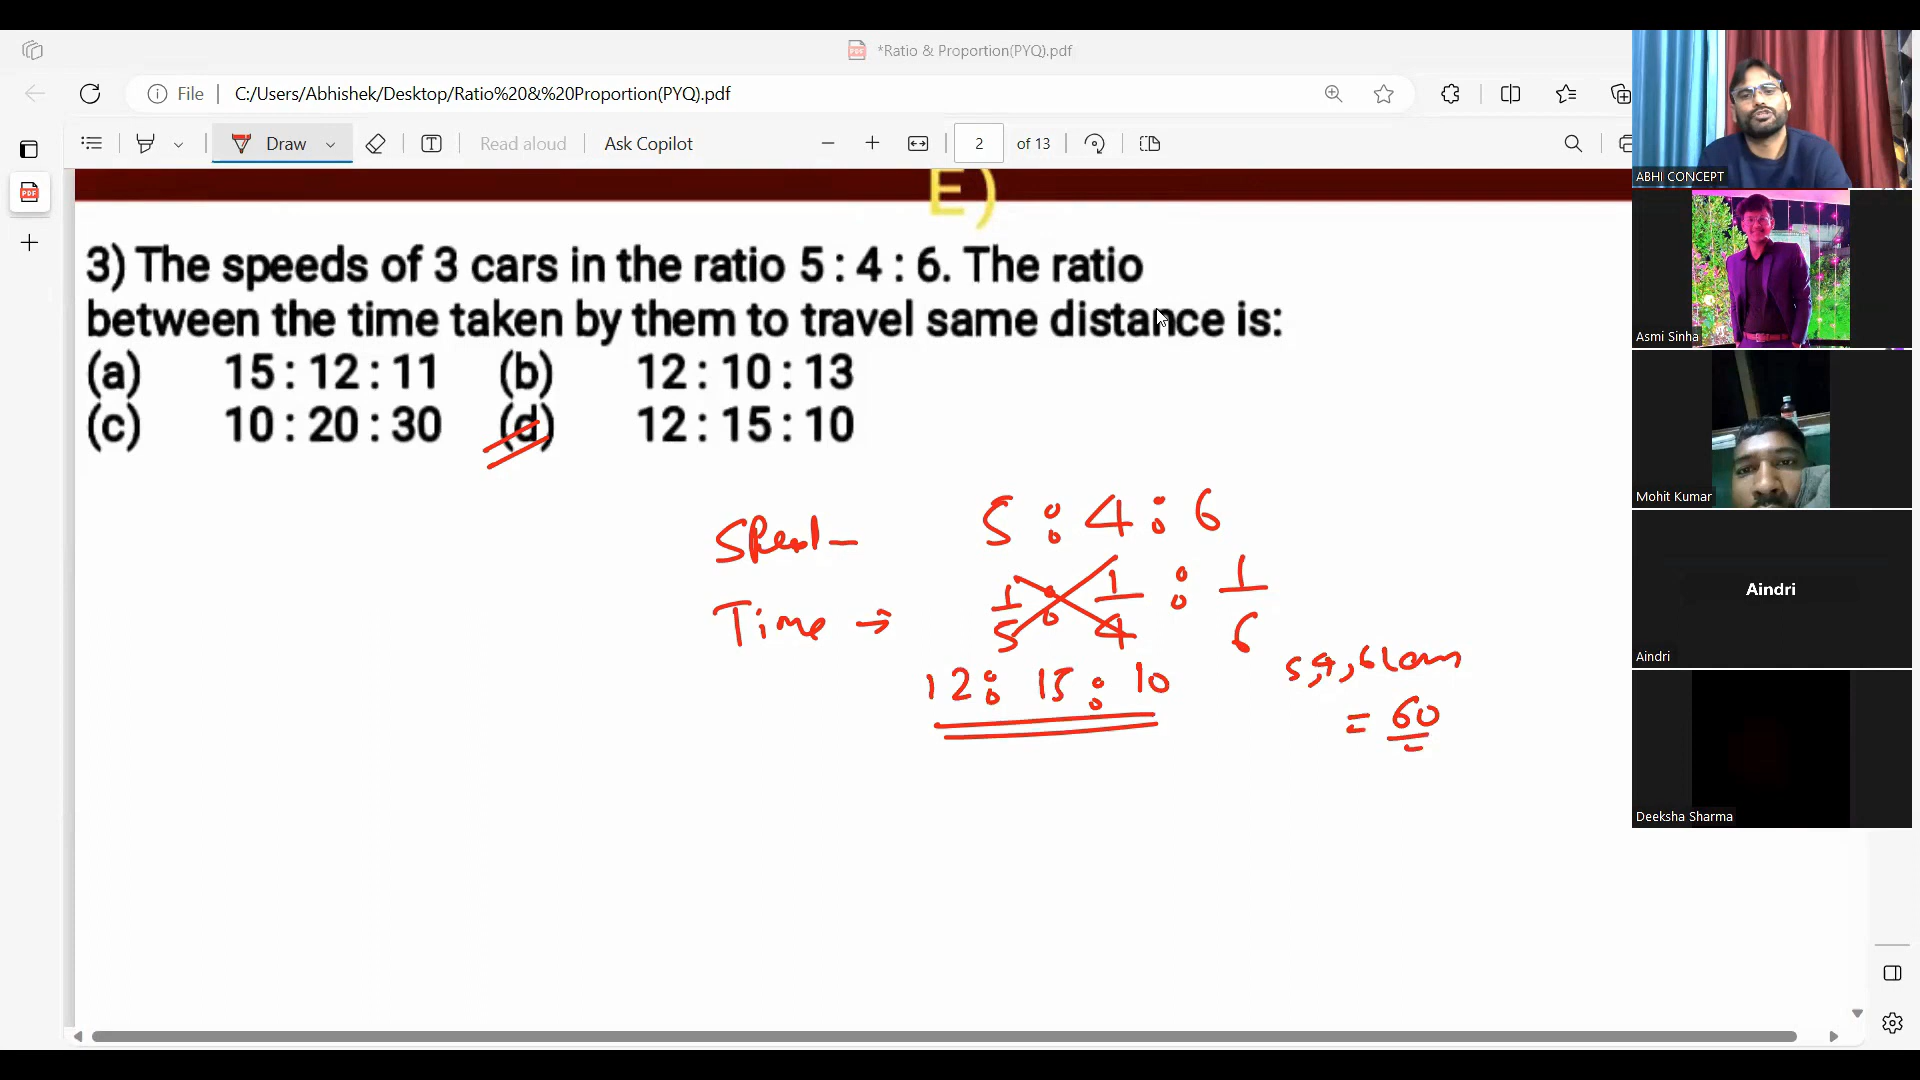 *Ratio & Proportion(PYQ).pdf
File
C:/Users/Abhishek/Desktop/Ratio%20&%20Proportion(PYQ).pdf
Draw
Read aloud
Ask Copilot
2
of 13
E)
3) The speeds of 3 cars in the ratio 5 : 4 : 6. The ratio
between the time taken by them to travel same distance is:
(a) 15 : 12 : 11 (b) 12 : 10 : 13
(c) 10 : 20 : 30 (d) 12 : 15 : 10
Speed – 5 : 4 : 6
Time → 1/5 : 1/4 : 1/6
12 : 15 : 10
5,4,6 Lcm
= 60
ABHI CONCEPT
Asmi Sinha
Mohit Kumar
Aindri
Aindri
Deeksha Sharma